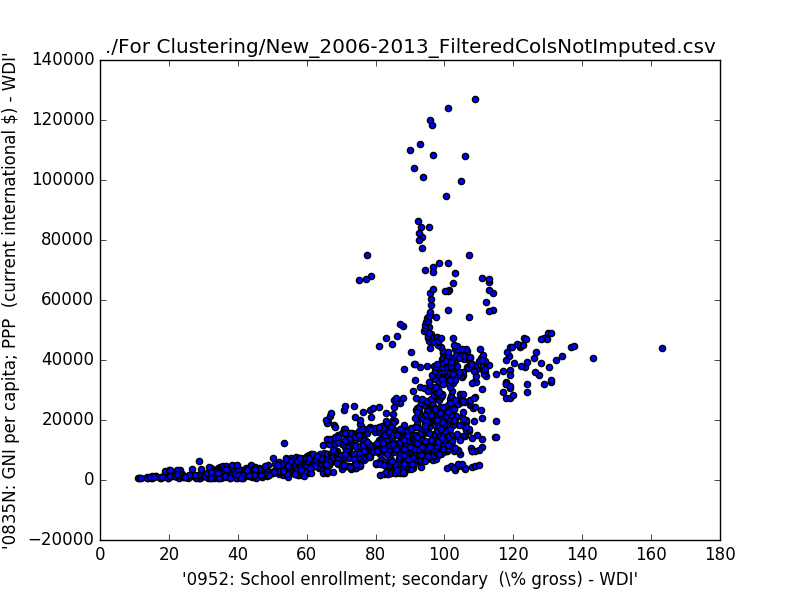 ./For Clustering/New_2006-2013_FilteredColsNotImputed.csv
'0835N: GNI per capita; PPP  (current international $) - WDI'
140000
120000
100000
80000
60000
40000
20000
0
−20000
0 20 40 60 80 100 120 140 160 180
'0952: School enrollment; secondary  (\% gross) - WDI'